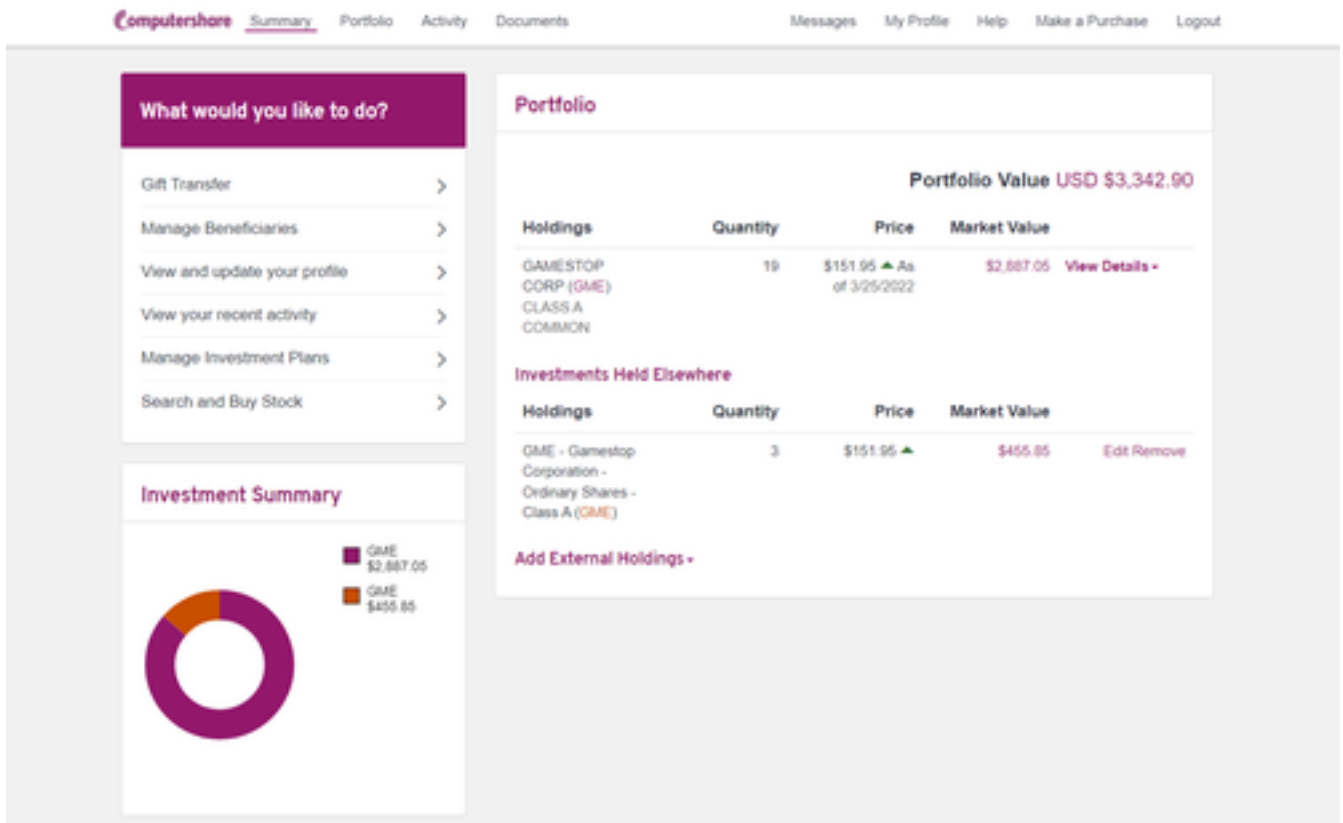 Computershare Summary Portfolio Activity Documents Messages My Profile Help Make a Purchase Logout
What would you like to do?
Gift Transfer
Manage Beneficiaries
View and update your profile
View your recent activity
Manage Investment Plans
Search and Buy Stock
Investment Summary
GME
$2,887.05
GME
$455.85
Portfolio
Portfolio Value USD $3,342.90
Holdings Quantity Price Market Value
GAMESTOP 19 $151.95 As $2,887.05 View Details
CORP (GME) of 3/25/2022
CLASS A
COMMON
Investments Held Elsewhere
Holdings Quantity Price Market Value
GME - Gamestop 3 $151.95 $455.85 Edit Remove
Corporation -
Ordinary Shares -
Class A (GME)
Add External Holdings